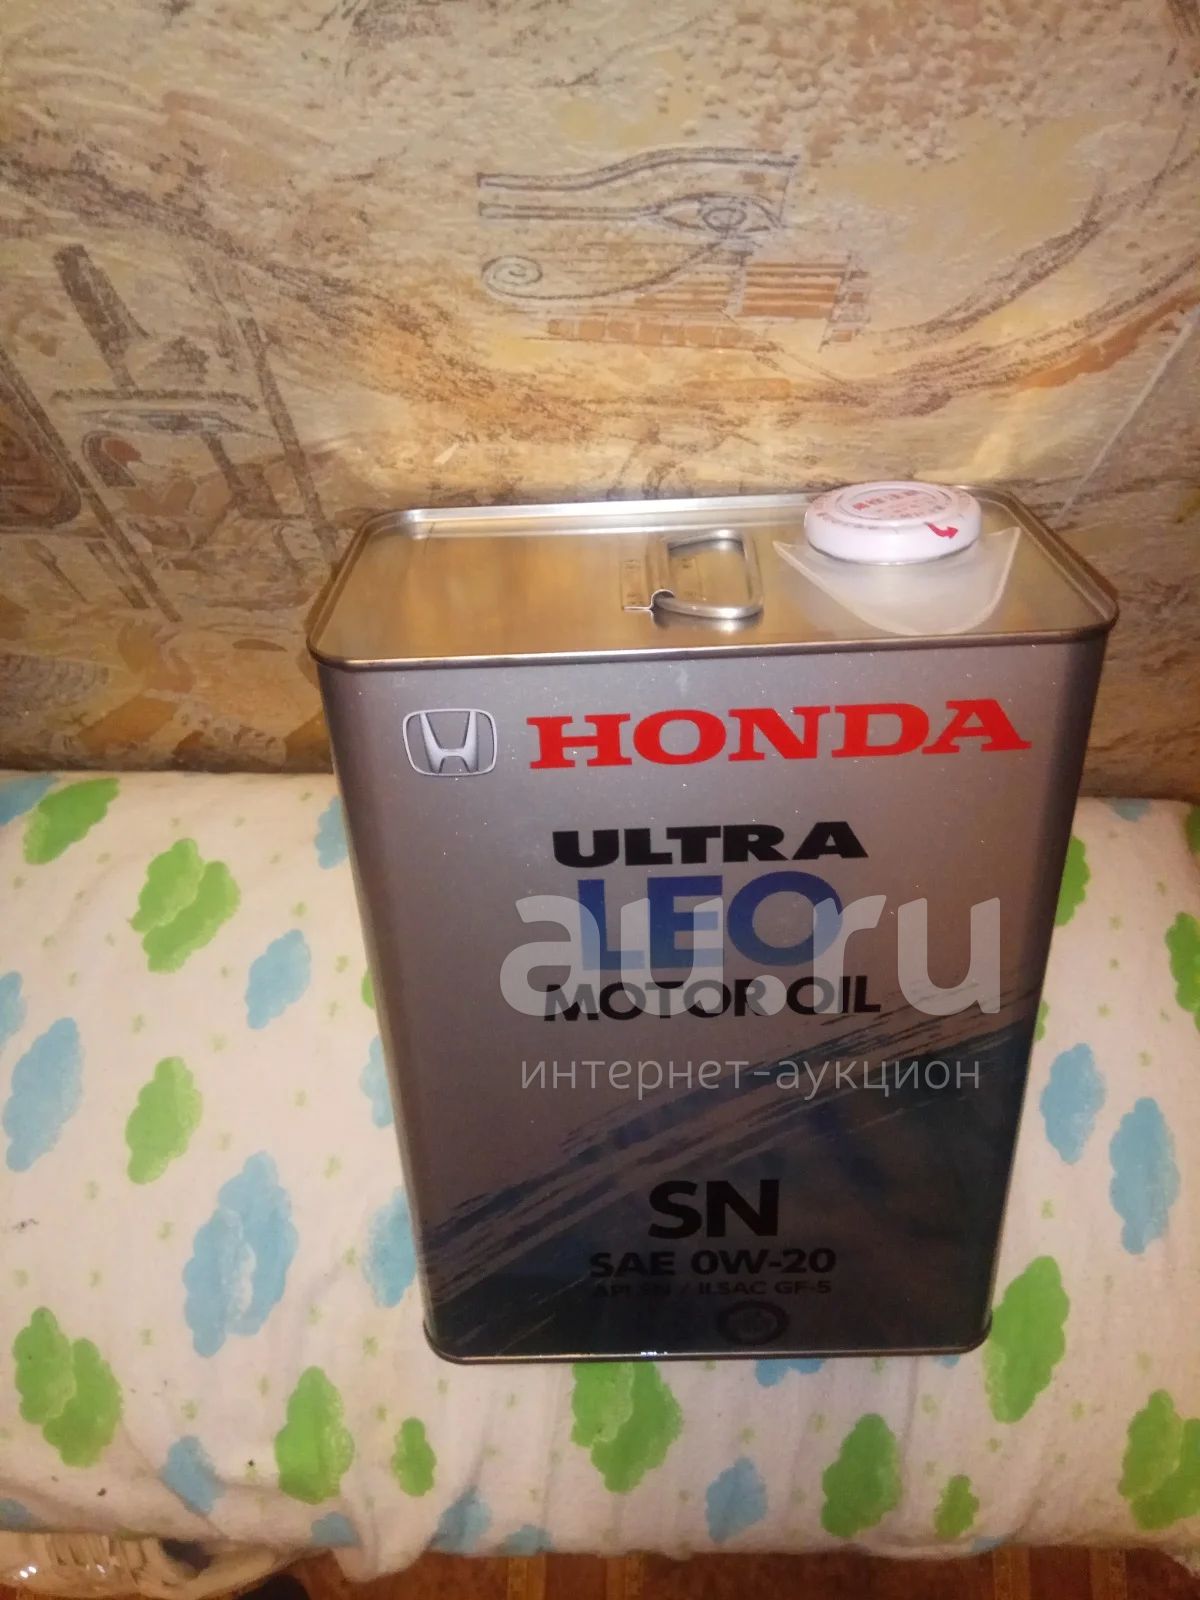 HONDA
ULTRA
LEO
au.ru
MOTOR OIL
интернет-аукцион
SN
SAE 0W-20
API SN / ILSAC GF-5